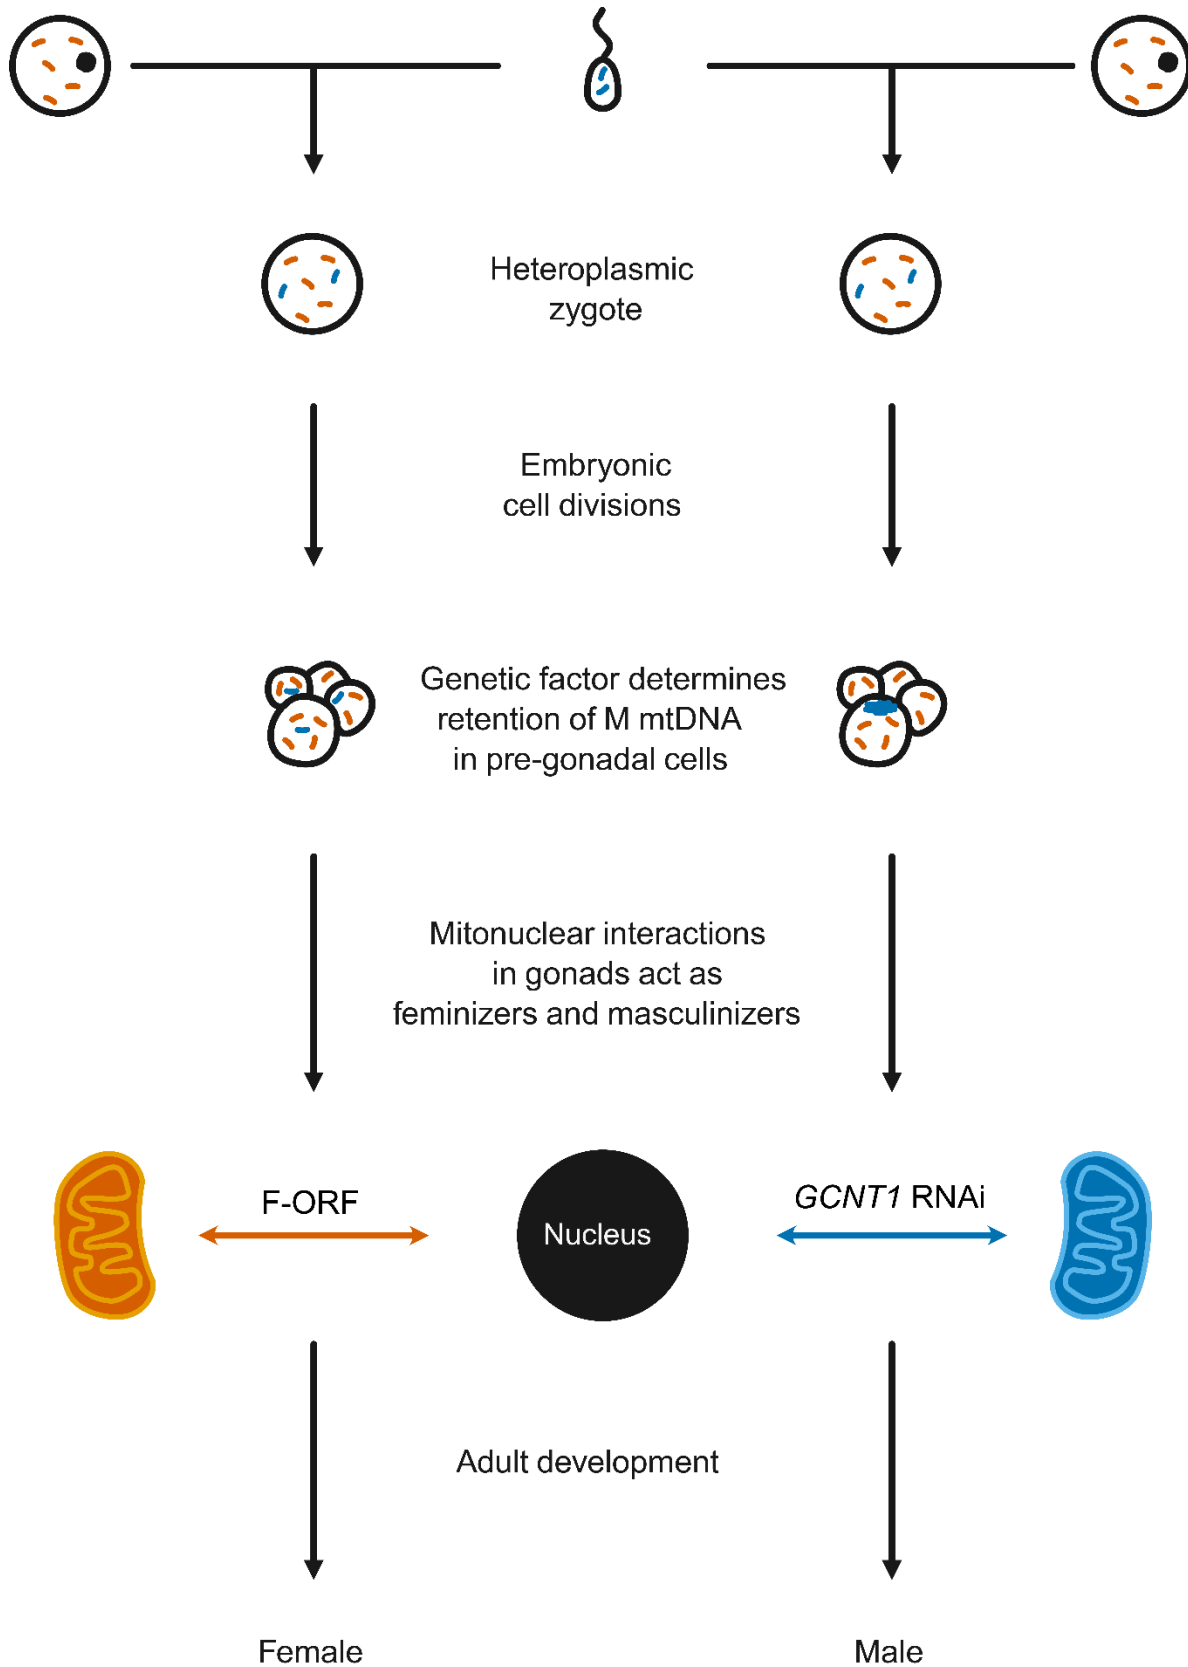 Heteroplasmic
zygote
Embryonic
cell divisions
Genetic factor determines
retention of M mtDNA
in pre-gonadal cells
Mitonuclear interactions
in gonads act as
feminizers and masculinizers
F-ORF
Nucleus
GCNT1 RNAi
Adult development
Female
Male